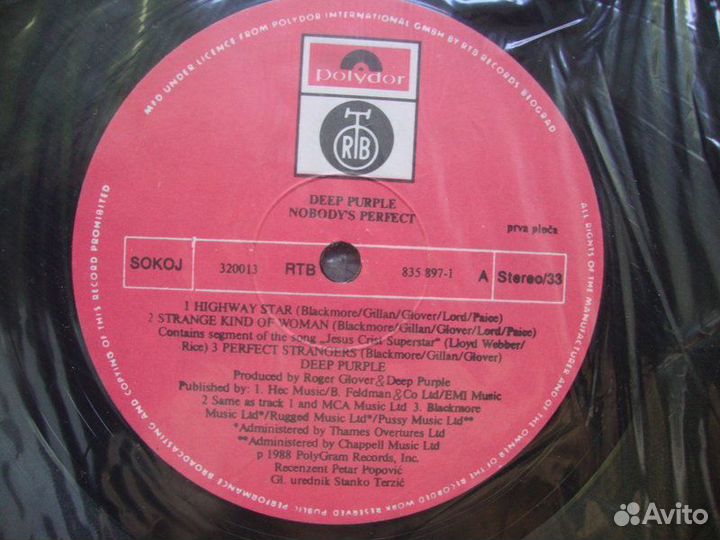 MFD UNDER LICENCE FROM POLYDOR INTERNATIONAL GMBH BY RTB RECORDS BEOGRAD
polydor
RTB
DEEP PURPLE
NOBODY'S PERFECT
prva ploča
SOKOJ 320013 RTB 835 897-1 A Stereo/33
1 HIGHWAY STAR (Blackmore/Gillan/Glover/Lord/Paice)
2 STRANGE KIND OF WOMAN (Blackmore/Gillan/Glover/Lord/Paice)
Contains segment of the song „Jesus Crist Superstar“ (Lloyd Webber/
Rice) 3 PERFECT STRANGERS (Blackmore/Gillan/Glover)
DEEP PURPLE
Produced by Roger Glover & Deep Purple
Published by: 1. Hec Music/B. Feldman & Co Ltd/EMI Music
2 Same as track 1 and MCA Music Ltd 3. Blackmore
Music Ltd*/Rugged Music Ltd*/Pussy Music Ltd**
*Administered by Thames Overtures Ltd
**Administered by Chappell Music Ltd
p 1988 PolyGram Records, Inc.
Recenzent Petar Popović
Gl. urednik Stanko Terzić
ALL RIGHTS OF THE MANUFACTURER AND OF THE OWNER OF THE RECORDED WORK RESERVED PUBLIC PERFORMANCE BROADCASTING AND COPYING OF THIS RECORD PROHIBITED
Avito